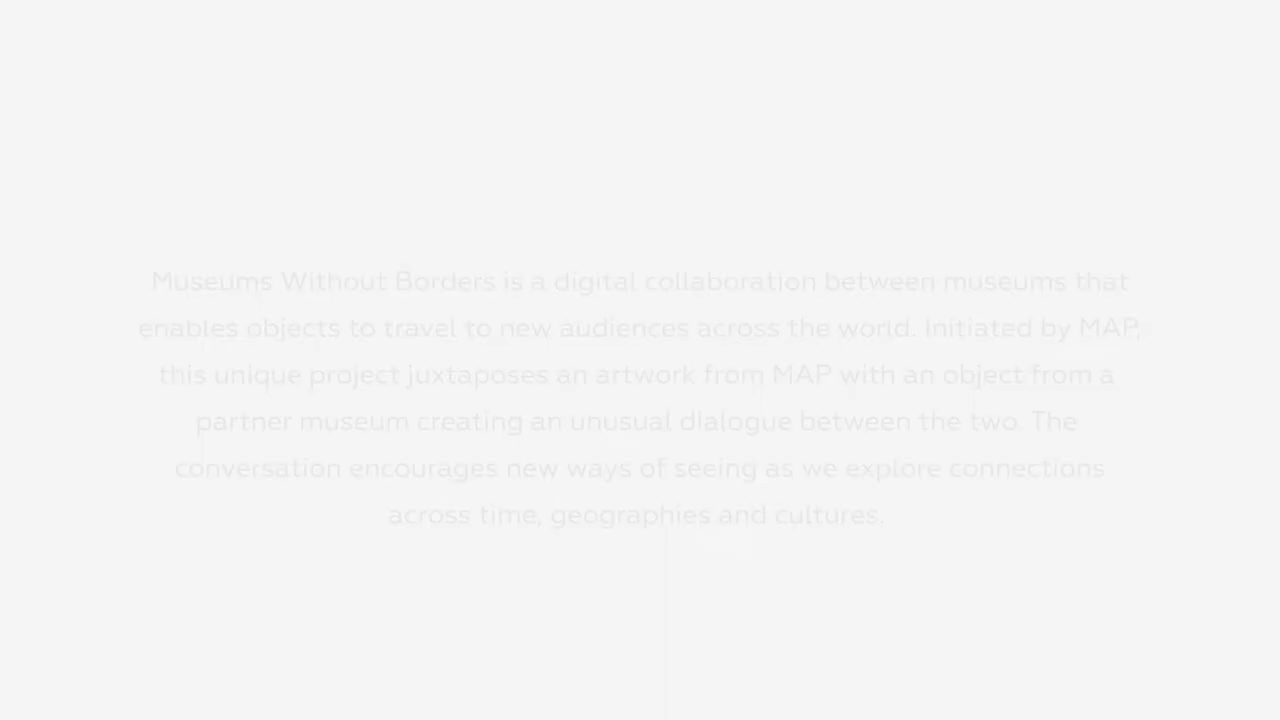 Museums Without Borders is a digital collaboration between museums that
enables objects to travel to new audiences across the world. Initiated by MAP,
this unique project juxtaposes an artwork from MAP with an object from a
partner museum creating an unusual dialogue between the two. The
conversation encourages new ways of seeing as we explore connections
across time, geographies and cultures.